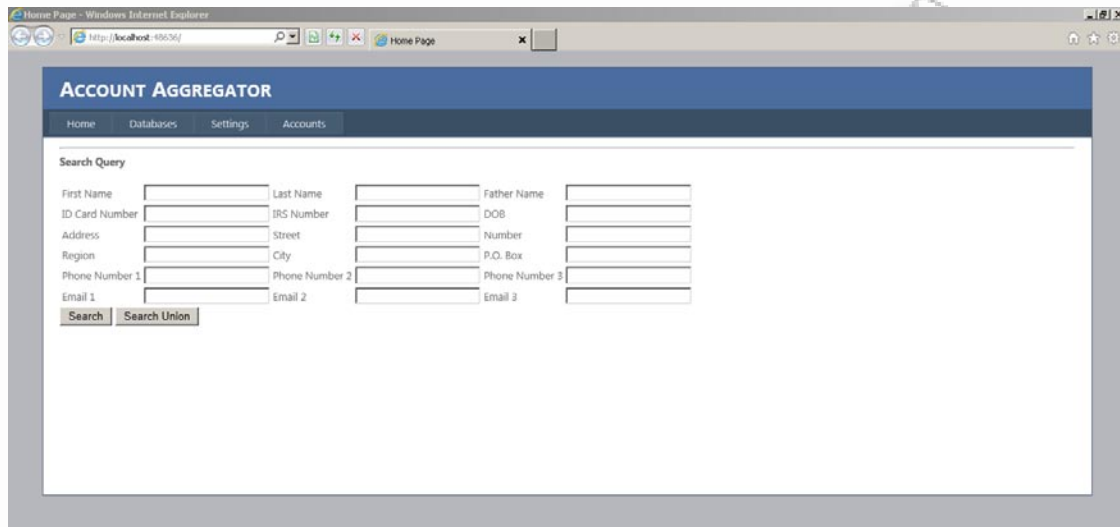 Home Page - Windows Internet Explorer
http://localhost:48636/
Home Page
ACCOUNT AGGREGATOR
Home Databases Settings Accounts
Search Query
First Name Last Name Father Name
ID Card Number IRS Number DOB
Address Street Number
Region City P.O. Box
Phone Number 1 Phone Number 2 Phone Number 3
Email 1 Email 2 Email 3
Search Search Union